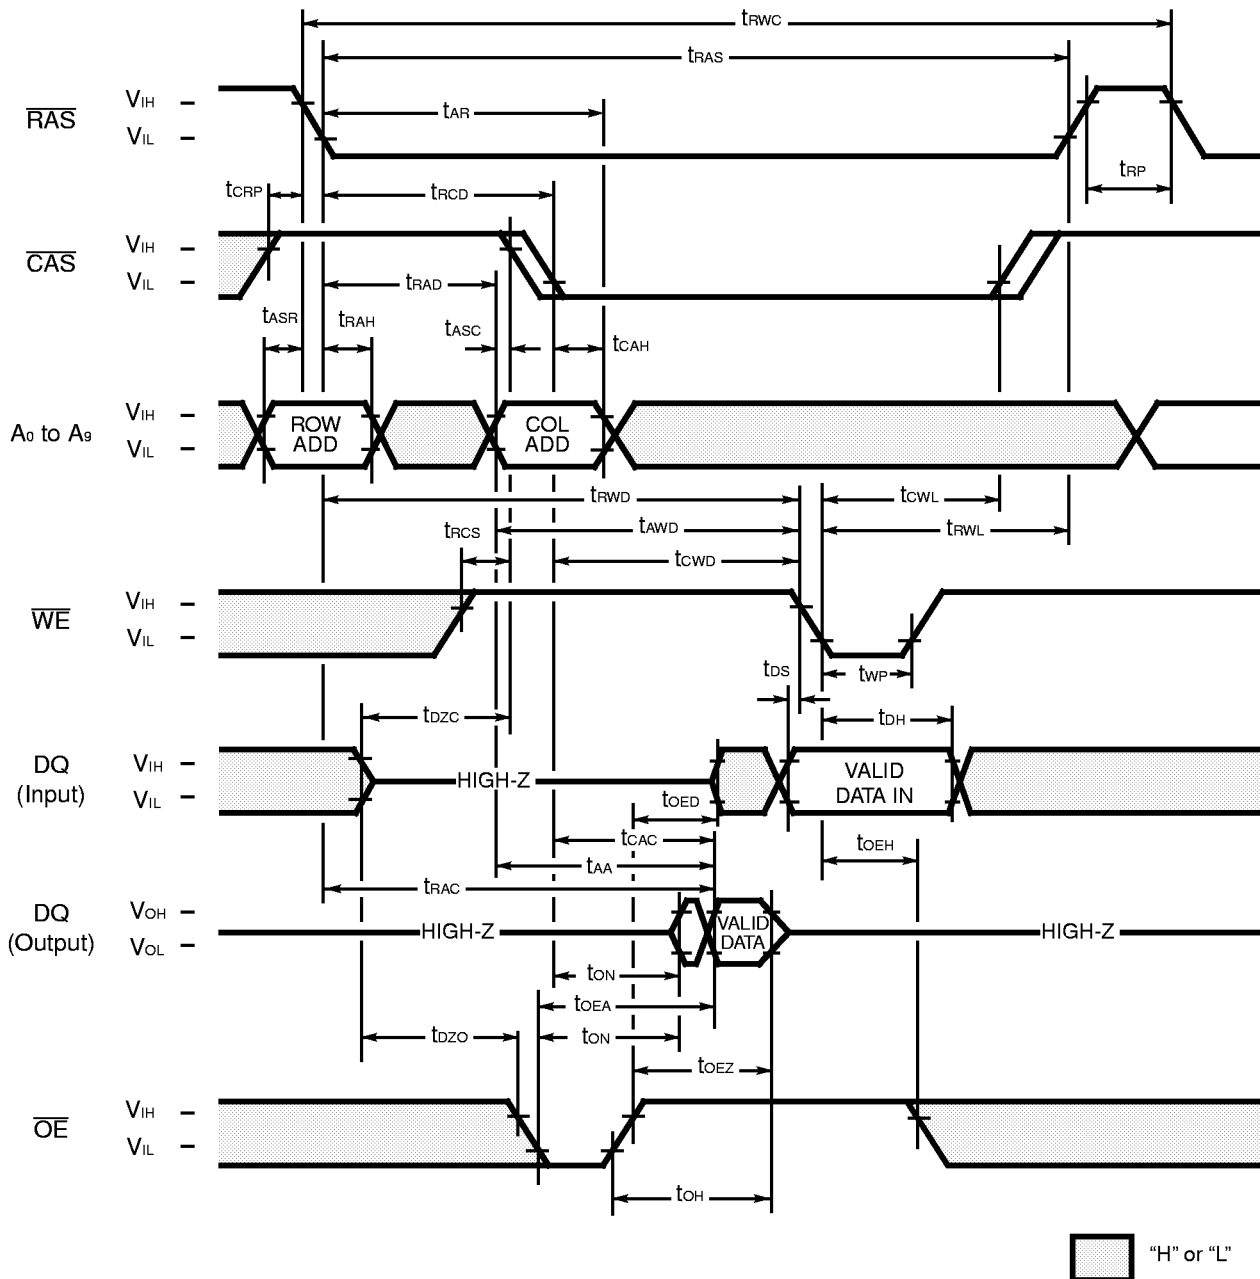 tRWC
tRAS
RAS
VIH
VIL
tAR
tRP
tCRP
tRCD
CAS
VIH
VIL
tRAD
tASR
tRAH
tASC
tCAH
A0 to A9
VIH
VIL
ROW
ADD
COL
ADD
tRWD
tCWL
tAWD
tRWL
tRCS
tCWD
WE
VIH
VIL
tDS
tWP
tDZC
tDH
DQ
(Input)
VIH
VIL
HIGH-Z
VALID
DATA IN
tOED
tCAC
tOEH
tAA
tRAC
DQ
(Output)
VOH
VOL
HIGH-Z
VALID
DATA
HIGH-Z
tON
tOEA
tDZO
tON
tOEZ
OE
VIH
VIL
tOH
“H” or “L”